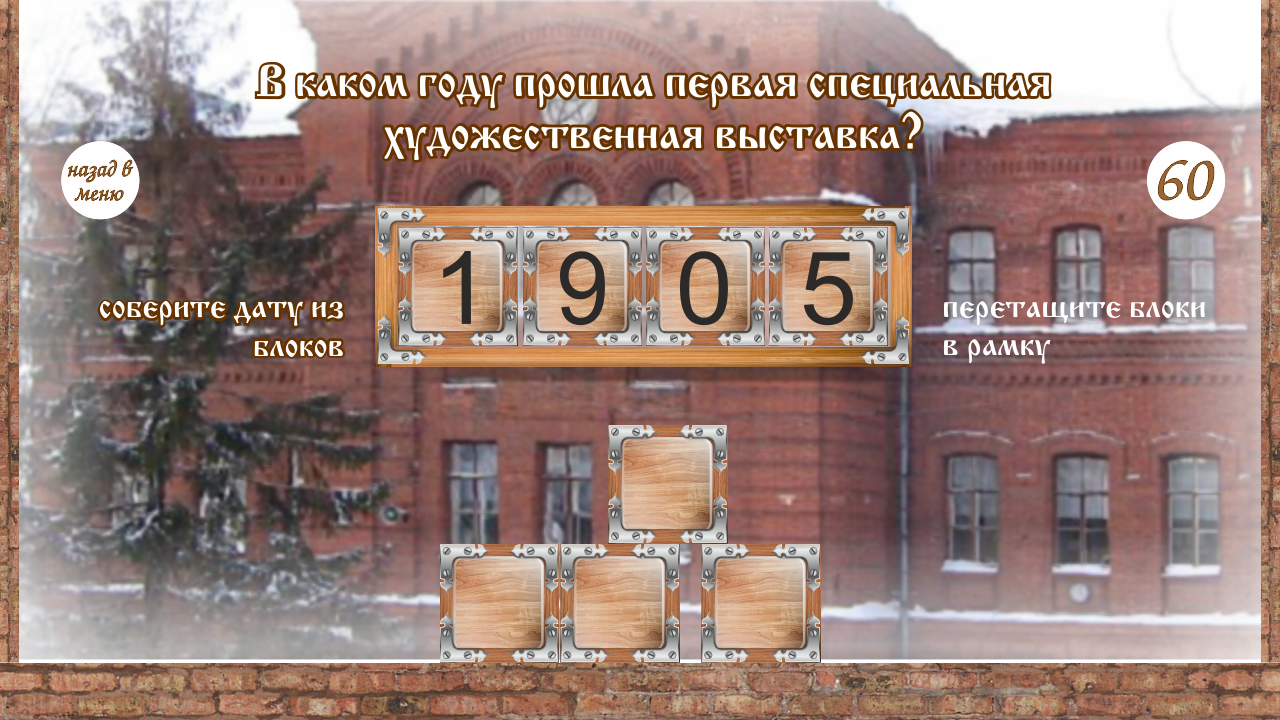 В каком году прошла первая специальная
художественная выставка?
назад в
меню
60
1 9 0 5
соберите дату из
блоков
перетащите блоки
в рамку